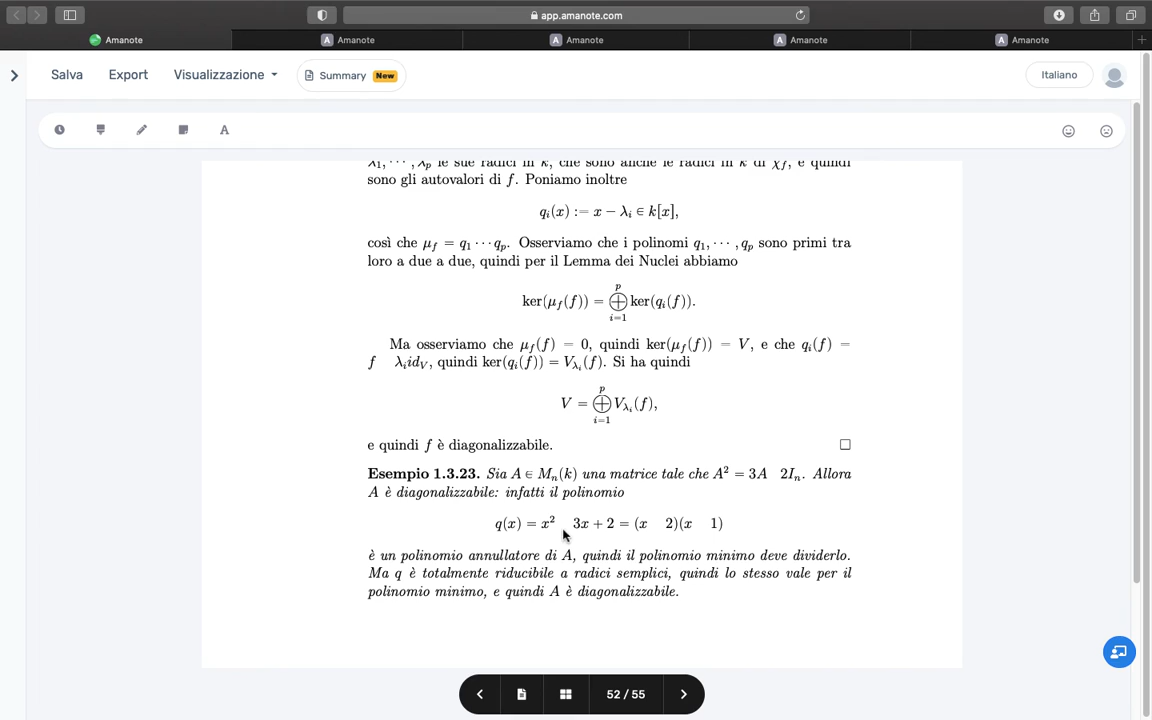 app.amanote.com
Amanote
Amanote
Amanote
Amanote
Amanote
Salva Export Visualizzazione Summary New Italiano
sono gli autovalori di f. Poniamo inoltre
qᵢ(x) := x − λᵢ ∈ k[x],
così che μ_f = q₁ ⋯ q_p. Osserviamo che i polinomi q₁, ⋯ , q_p sono primi tra
loro a due a due, quindi per il Lemma dei Nuclei abbiamo
ker(μ_f(f)) = ⊕_{i=1}^{p} ker(qᵢ(f)).
Ma osserviamo che μ_f(f) = 0, quindi ker(μ_f(f)) = V, e che qᵢ(f) =
f λᵢid_V, quindi ker(qᵢ(f)) = V_{λᵢ}(f). Si ha quindi
V = ⊕_{i=1}^{p} V_{λᵢ}(f),
e quindi f è diagonalizzabile. □
Esempio 1.3.23. Sia A ∈ Mₙ(k) una matrice tale che A² = 3A 2Iₙ. Allora
A è diagonalizzabile: infatti il polinomio
q(x) = x² 3x + 2 = (x 2)(x 1)
è un polinomio annullatore di A, quindi il polinomio minimo deve dividerlo.
Ma q è totalmente riducibile a radici semplici, quindi lo stesso vale per il
polinomio minimo, e quindi A è diagonalizzabile.
52 / 55